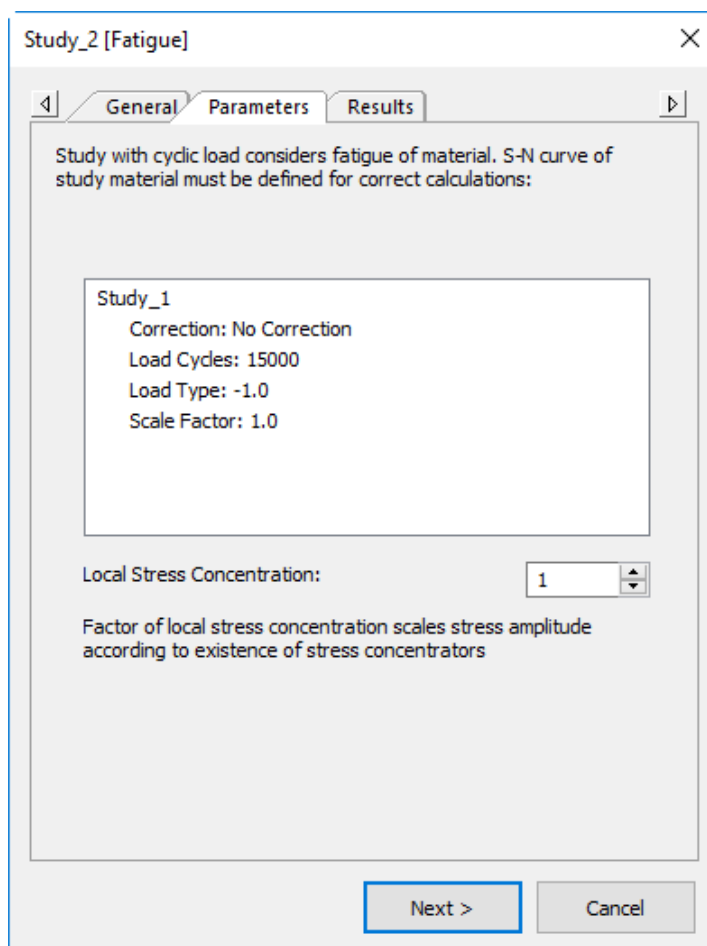 Study_2 [Fatigue]
General
Parameters
Results
Study with cyclic load considers fatigue of material. S-N curve of
study material must be defined for correct calculations:
Study_1
Correction: No Correction
Load Cycles: 15000
Load Type: -1.0
Scale Factor: 1.0
Local Stress Concentration:
1
Factor of local stress concentration scales stress amplitude
according to existence of stress concentrators
Next >
Cancel